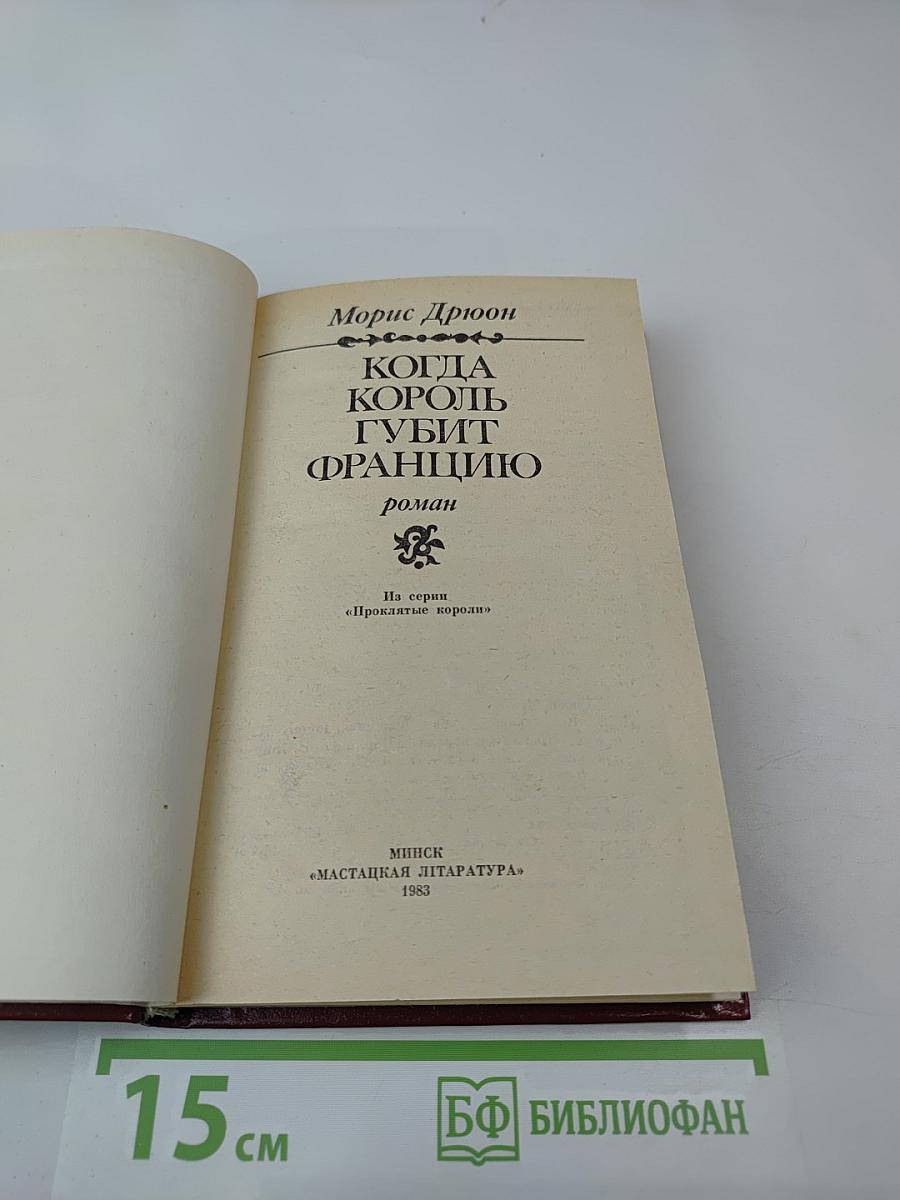 Морис Дрюон
КОГДА
КОРОЛЬ
ГУБИТ
ФРАНЦИЮ
роман
Из серии
«Проклятые короли»
МИНСК
«МАСТАЦКАЯ ЛІТАРАТУРА»
1983
15 см
БФ БИБЛИОФАН